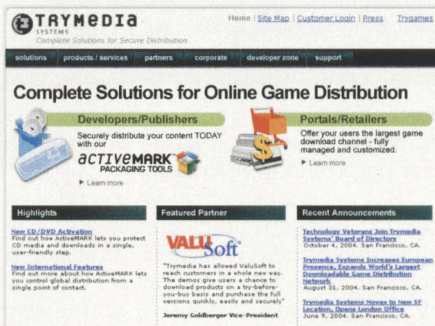 TRYMEDIA
SYSTEMS
Complete Solutions for Secure Distribution
Home | Site Map | Customer Login | Press Trygames
solutions products / services partners corporate developer zone support
Complete Solutions for Online Game Distribution
Developers/Publishers
Securely distribute your content TODAY
with our
ACTIVEMARK
PACKAGING TOOLS
Learn more
Portals/Retailers
Offer your users the largest game
download channel - fully
managed and customized.
Learn more
Highlights
New CD/DVD Activation
Find out how ActiveMARK lets you protect
CD media and downloads in a single,
user-friendly step.
New International Features
Find out more about how ActiveMARK lets
you control global distribution from a
single point of contact.
Featured Partner
VALUSoft
"Trymedia has allowed ValuSoft to
reach customers in a whole new way.
The demos give users a chance to
download products on a try-before-
you-buy basis and purchase the full
versions quickly, easily and securely"
Jeremy Goldberger Vice-President
Recent Announcements
Technology Veterans Join Trymedia
Systems' Board of Directors
October 4, 2004. San Francisco, CA.
Trymedia Systems Increases European
Presence, Expands World's Largest
Downloadable Game Distribution
Network
August 31, 2004. San Francisco, CA.
Trymedia Systems Moves to New SF
Location, Opens London Office
June 9, 2004. San Francisco, CA.